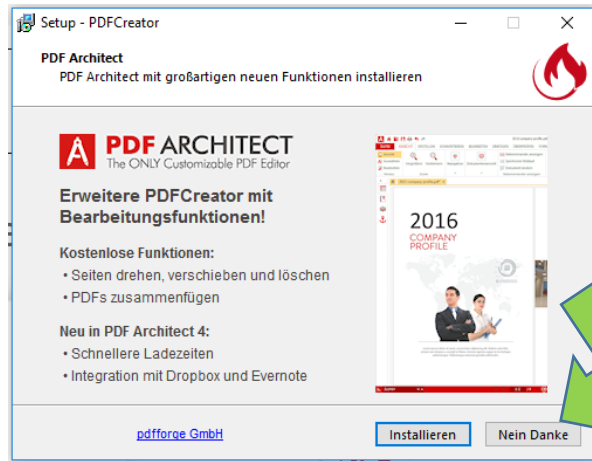 Setup - PDFCreator
PDF Architect
PDF Architect mit großartigen neuen Funktionen installieren
PDF ARCHITECT
The ONLY Customizable PDF Editor
Erweitere PDFCreator mit
Bearbeitungsfunktionen!
Kostenlose Funktionen:
• Seiten drehen, verschieben und löschen
• PDFs zusammenfügen
Neu in PDF Architect 4:
• Schnellere Ladezeiten
• Integration mit Dropbox und Evernote
2016
COMPANY
PROFILE
pdfforge GmbH
Installieren
Nein Danke